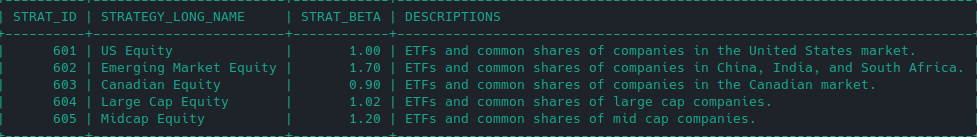 | STRAT_ID | STRATEGY_LONG_NAME | STRAT_BETA | DESCRIPTIONS
| 601 | US Equity | 1.00 | ETFs and common shares of companies in the United States market.
| 602 | Emerging Market Equity | 1.70 | ETFs and common shares of companies in China, India, and South Africa. |
| 603 | Canadian Equity | 0.90 | ETFs and common shares of companies in the Canadian market.
| 604 | Large Cap Equity | 1.02 | ETFs and common shares of large cap companies.
| 605 | Midcap Equity | 1.20 | ETFs and common shares of mid cap companies.